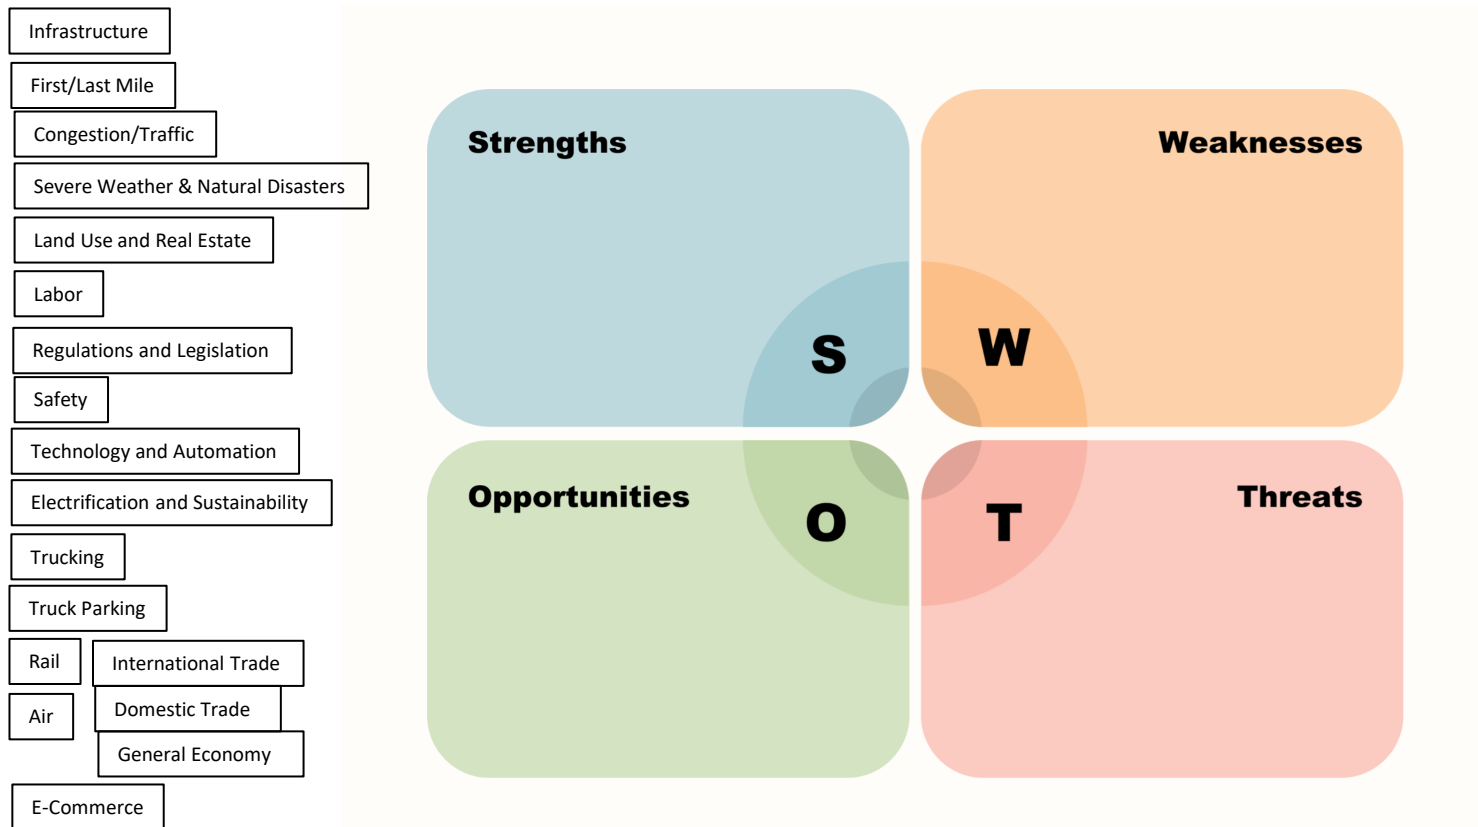 Infrastructure
First/Last Mile
Congestion/Traffic
Severe Weather & Natural Disasters
Land Use and Real Estate
Labor
Regulations and Legislation
Safety
Technology and Automation
Electrification and Sustainability
Trucking
Truck Parking
Rail
International Trade
Air
Domestic Trade
General Economy
E-Commerce
Strengths
Weaknesses
S
W
Opportunities
Threats
O
T